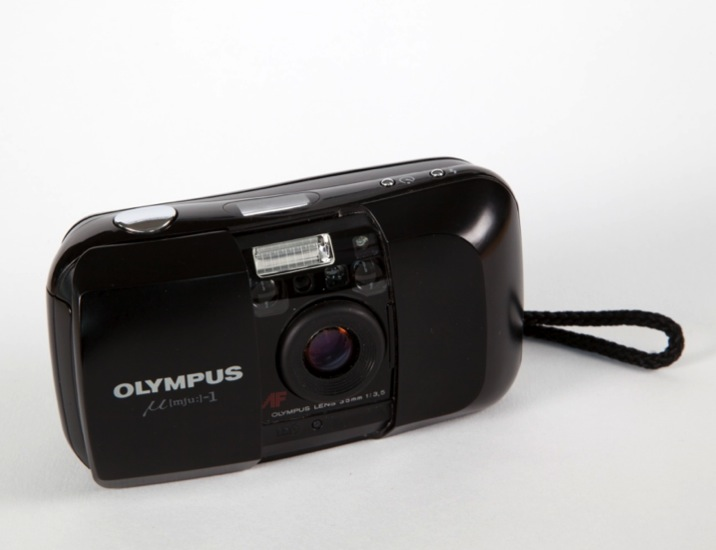 OLYMPUS
μ[mju:]-1
AF
OLYMPUS LENS 35mm 1:3,5